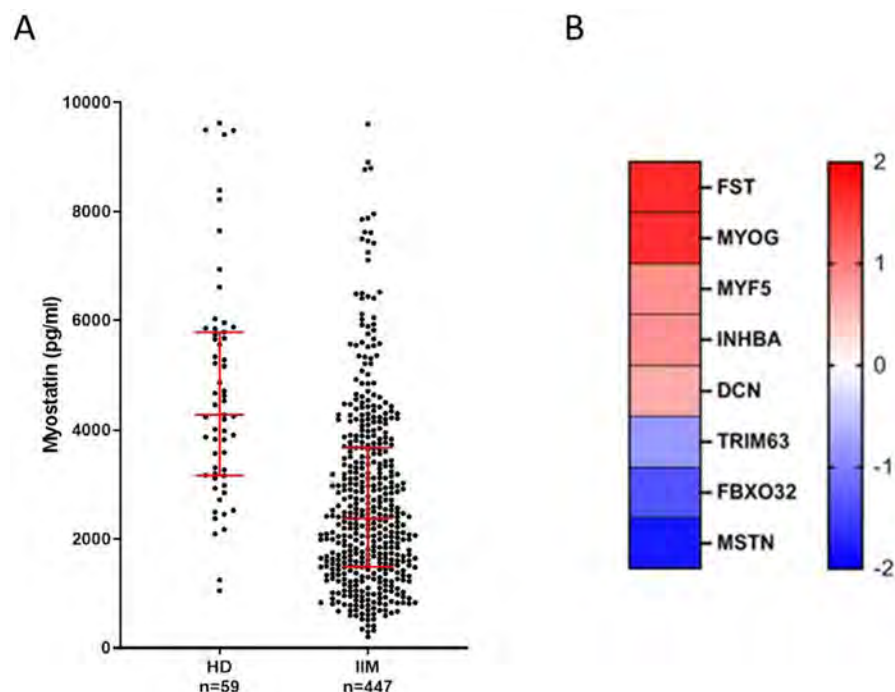 A
B
Myostatin (pg/ml)
10000
8000
6000
4000
2000
0
HD
n=59
IIM
n=447
FST
MYOG
MYF5
INHBA
DCN
TRIM63
FBXO32
MSTN
2
1
0
-1
-2